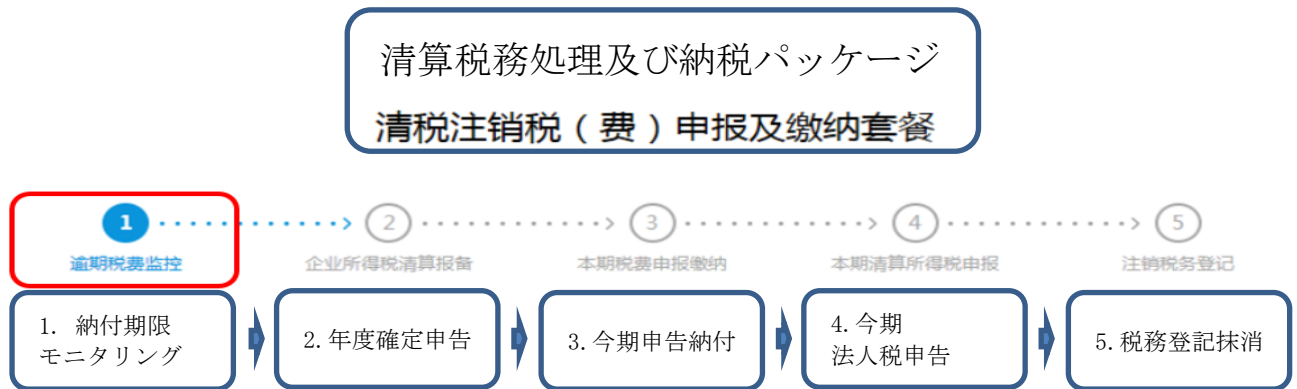 清算税務処理及び納税パッケージ
清税注销税（费）申报及缴纳套餐
1 2 3 4 5
逾期税费监控 企业所得税清算报备 本期税费申报缴纳 本期清算所得税申报 注销税务登记
1. 納付期限
モニタリング
2.年度確定申告
3.今期申告納付
4.今期
法人税申告
5.税務登記抹消